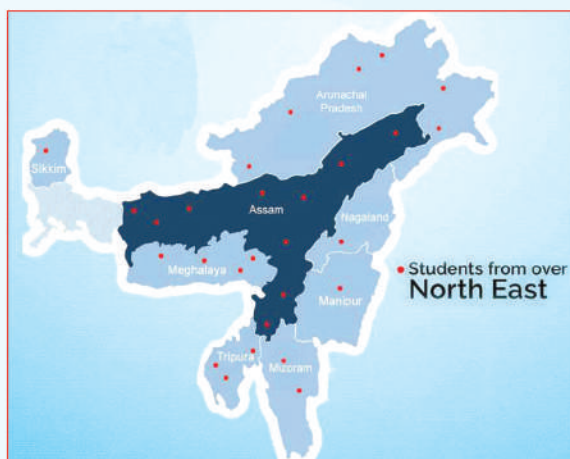 Arunachal
Pradesh
Sikkim
Assam
Nagaland
Meghalaya
Students from over
North East
Manipur
Tripura
Mizoram